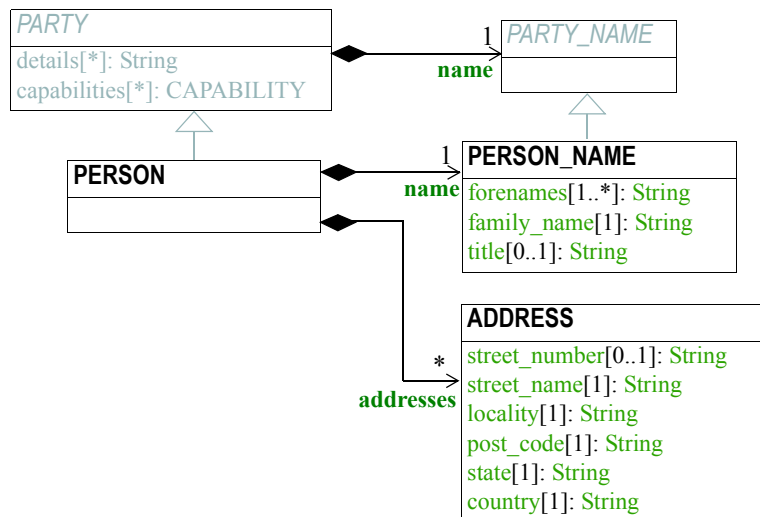 PARTY
details[*]: String
capabilities[*]: CAPABILITY
1
name
PARTY_NAME
PERSON
1
name
PERSON_NAME
forenames[1..*]: String
family_name[1]: String
title[0..1]: String
*
addresses
ADDRESS
street_number[0..1]: String
street_name[1]: String
locality[1]: String
post_code[1]: String
state[1]: String
country[1]: String